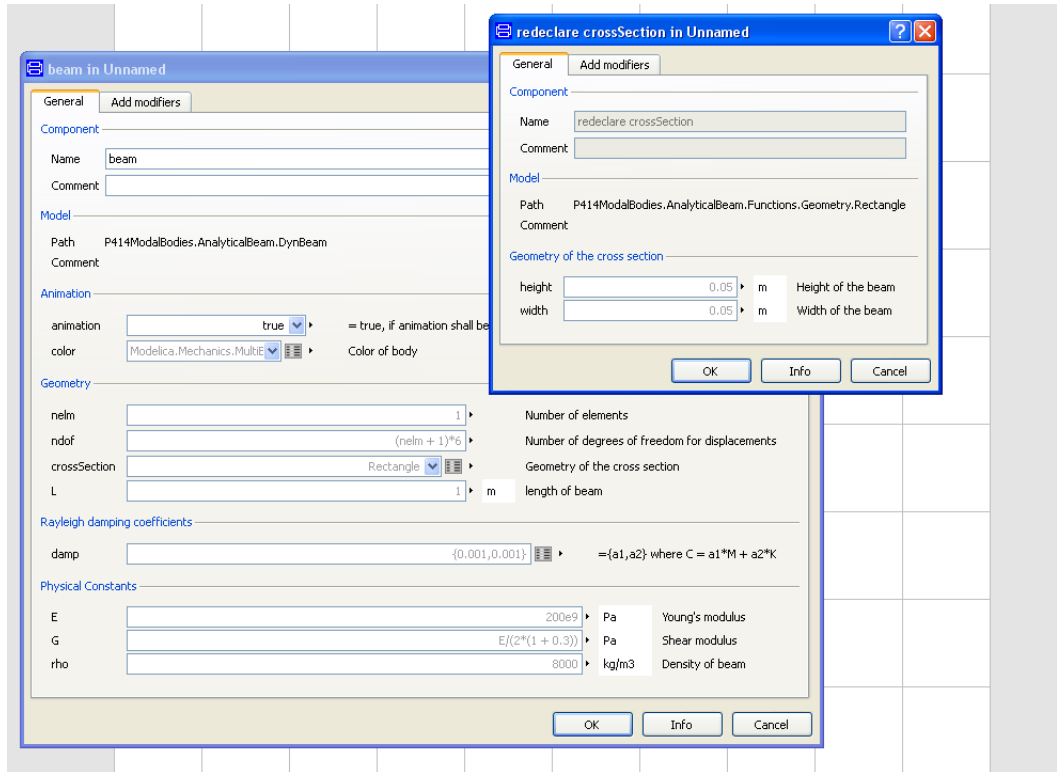 redeclare crossSection in Unnamed
General Add modifiers
Component
Name redeclare crossSection
Comment
Model
Path P414ModalBodies.AnalyticalBeam.Functions.Geometry.Rectangle
Comment
Geometry of the cross section
height 0.05 m Height of the beam
width 0.05 m Width of the beam
OK Info Cancel
beam in Unnamed
General Add modifiers
Component
Name beam
Comment
Model
Path P414ModalBodies.AnalyticalBeam.DynBeam
Comment
Animation
animation true = true, if animation shall be
color Modelica.Mechanics.MultiE Color of body
Geometry
nelm 1 Number of elements
ndof (nelm + 1)*6 Number of degrees of freedom for displacements
crossSection Rectangle Geometry of the cross section
L 1 m length of beam
Rayleigh damping coefficients
damp {0.001,0.001} ={a1,a2} where C = a1*M + a2*K
Physical Constants
E 200e9 Pa Young's modulus
G E/(2*(1 + 0.3)) Pa Shear modulus
rho 8000 kg/m3 Density of beam
OK Info Cancel